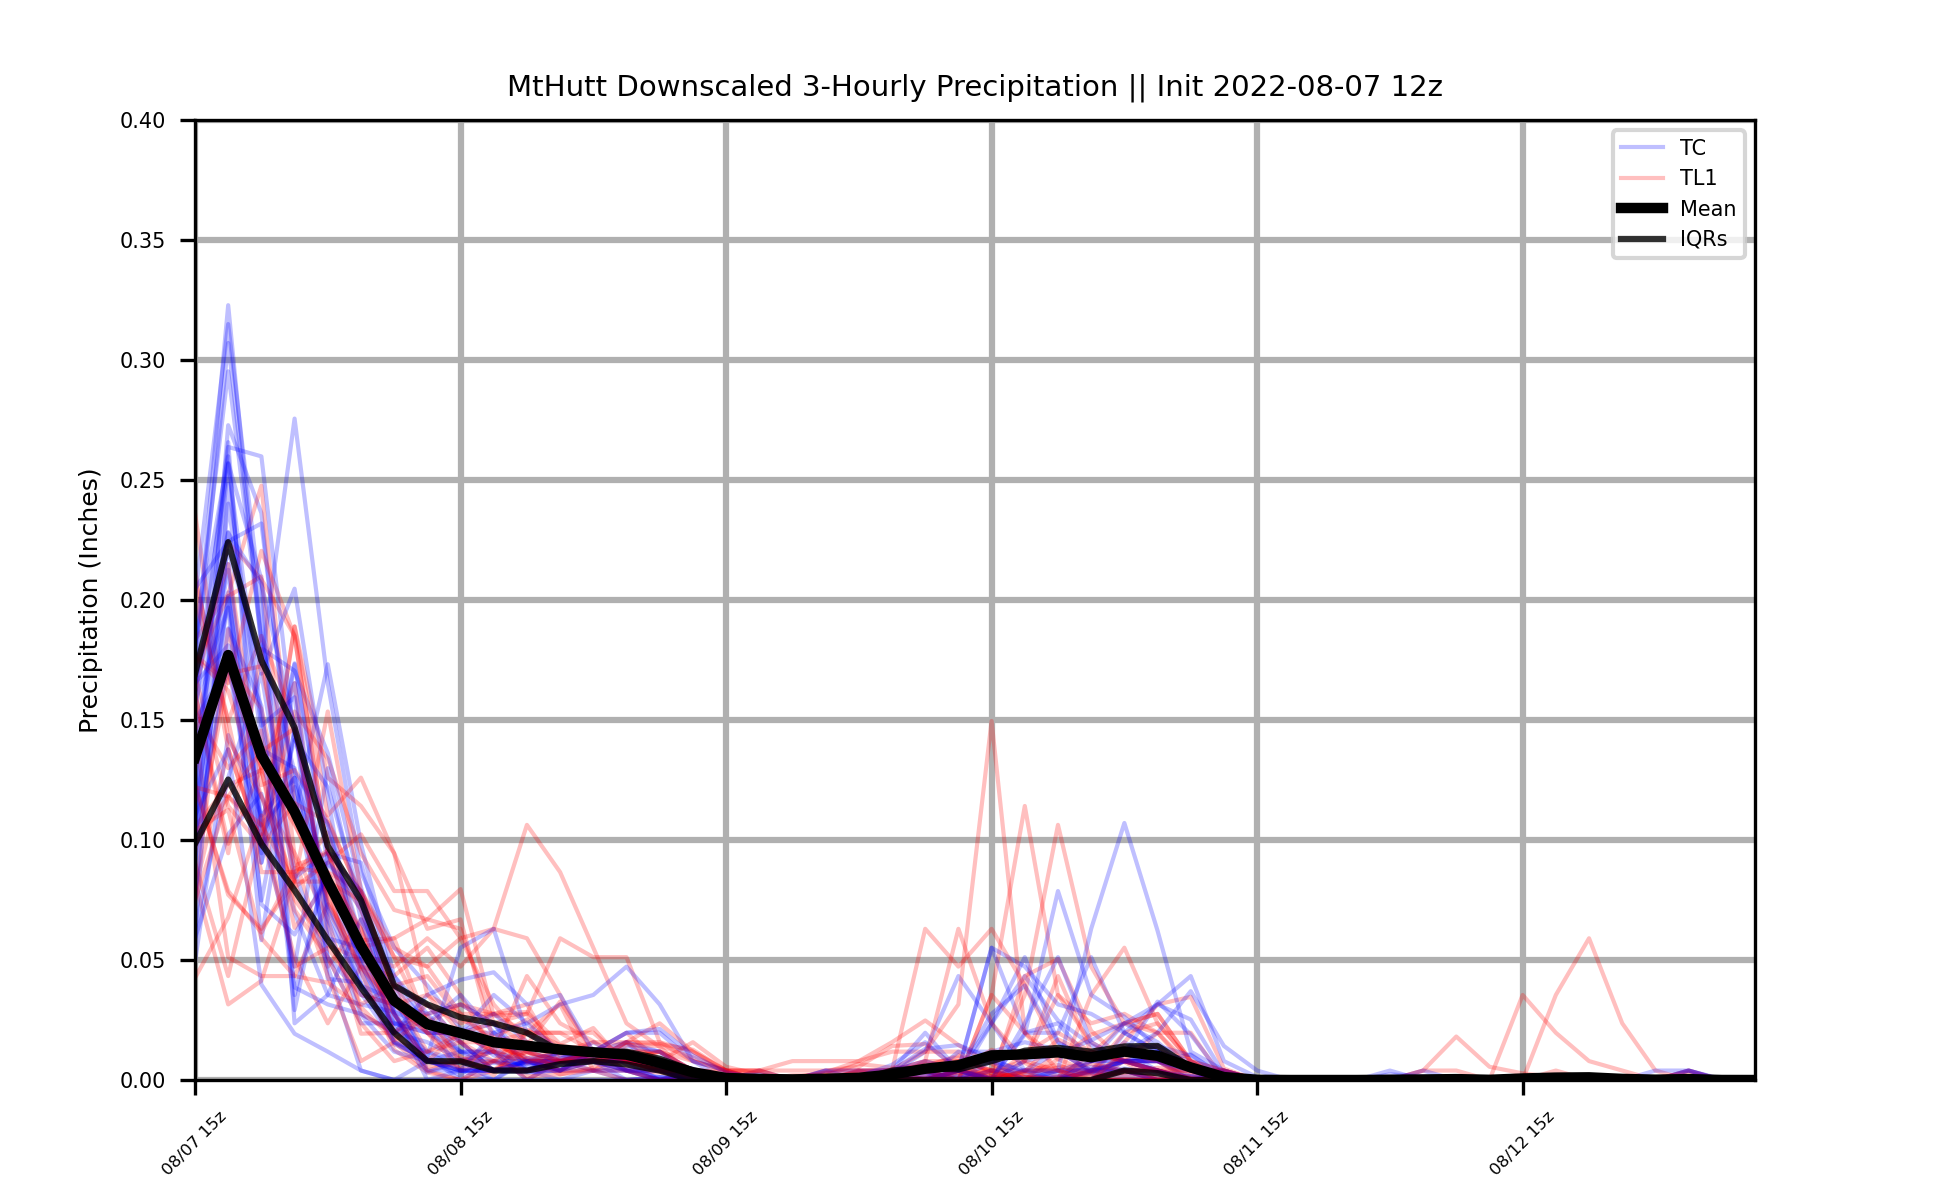 MtHutt Downscaled 3-Hourly Precipitation || Init 2022-08-07 12z
0.40
0.35
0.30
0.25
0.20
0.15
0.10
0.05
0.00
Precipitation (Inches)
TC
TL1
Mean
IQRs
08/07 15z
08/08 15z
08/09 15z
08/10 15z
08/11 15z
08/12 15z